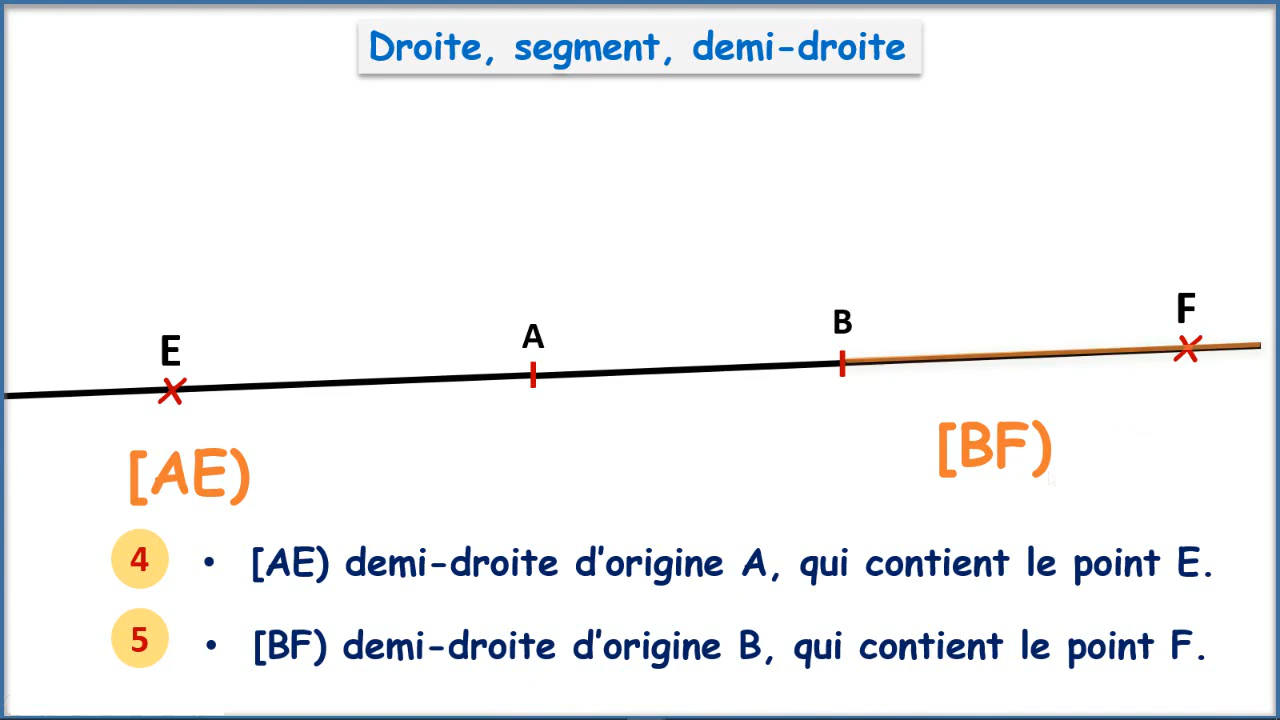 Droite, segment, demi-droite
E A B F
[AE) [BF)
4 • [AE) demi-droite d’origine A, qui contient le point E.
5 • [BF) demi-droite d’origine B, qui contient le point F.